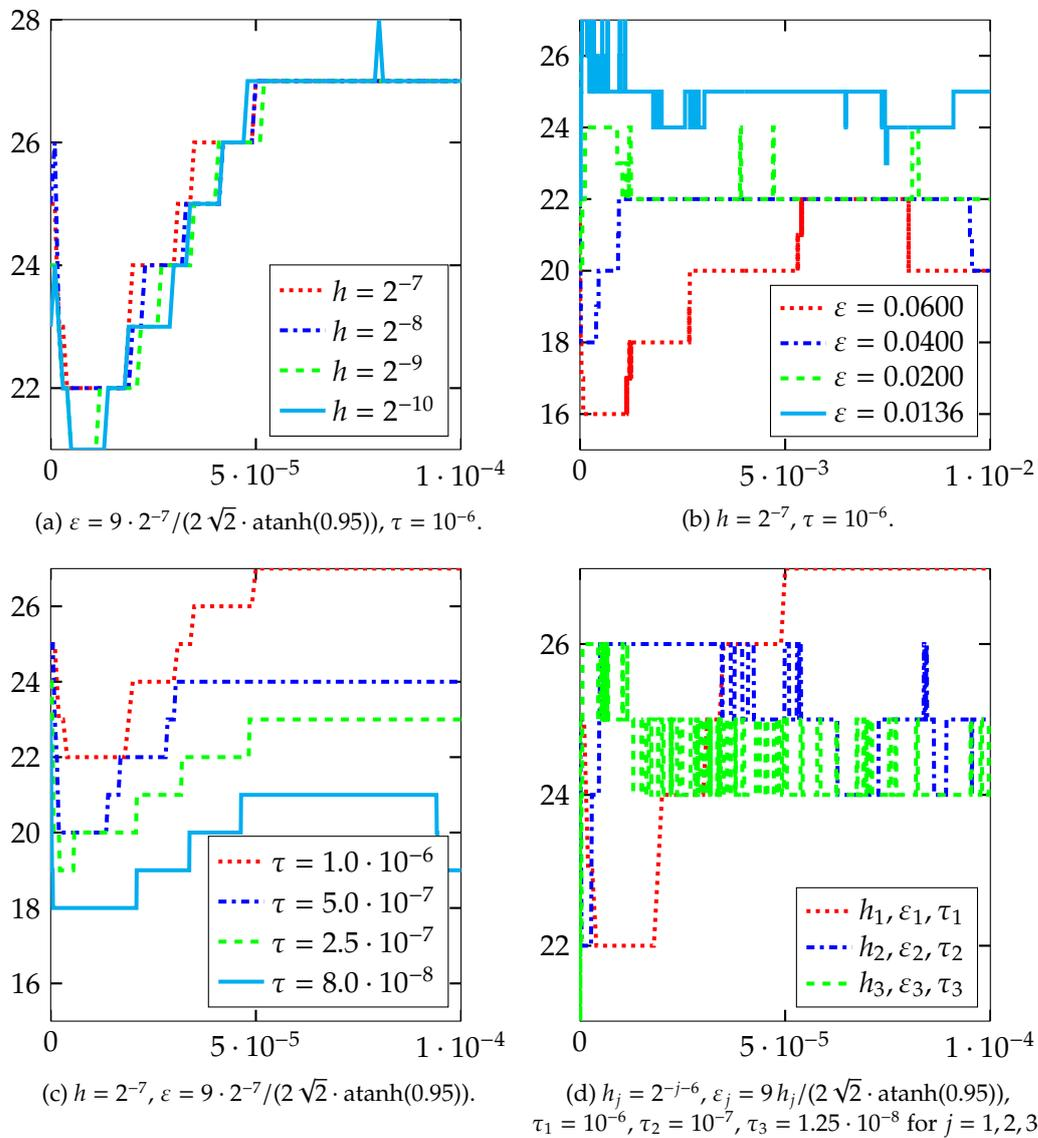 28
26
24
22
0
5 · 10⁻⁵
1 · 10⁻⁴
h = 2⁻⁷
h = 2⁻⁸
h = 2⁻⁹
h = 2⁻¹⁰
(a) ε = 9 · 2⁻⁷/(2 √2 · atanh(0.95)), τ = 10⁻⁶.
26
24
22
20
18
16
0
5 · 10⁻³
1 · 10⁻²
ε = 0.0600
ε = 0.0400
ε = 0.0200
ε = 0.0136
(b) h = 2⁻⁷, τ = 10⁻⁶.
26
24
22
20
18
16
0
5 · 10⁻⁵
1 · 10⁻⁴
τ = 1.0 · 10⁻⁶
τ = 5.0 · 10⁻⁷
τ = 2.5 · 10⁻⁷
τ = 8.0 · 10⁻⁸
(c) h = 2⁻⁷, ε = 9 · 2⁻⁷/(2 √2 · atanh(0.95)).
26
24
22
0
5 · 10⁻⁵
1 · 10⁻⁴
h₁, ε₁, τ₁
h₂, ε₂, τ₂
h₃, ε₃, τ₃
(d) hⱼ = 2⁻ʲ⁻⁶, εⱼ = 9 hⱼ/(2 √2 · atanh(0.95)),
τ₁ = 10⁻⁶, τ₂ = 10⁻⁷, τ₃ = 1.25 · 10⁻⁸ for j = 1, 2, 3